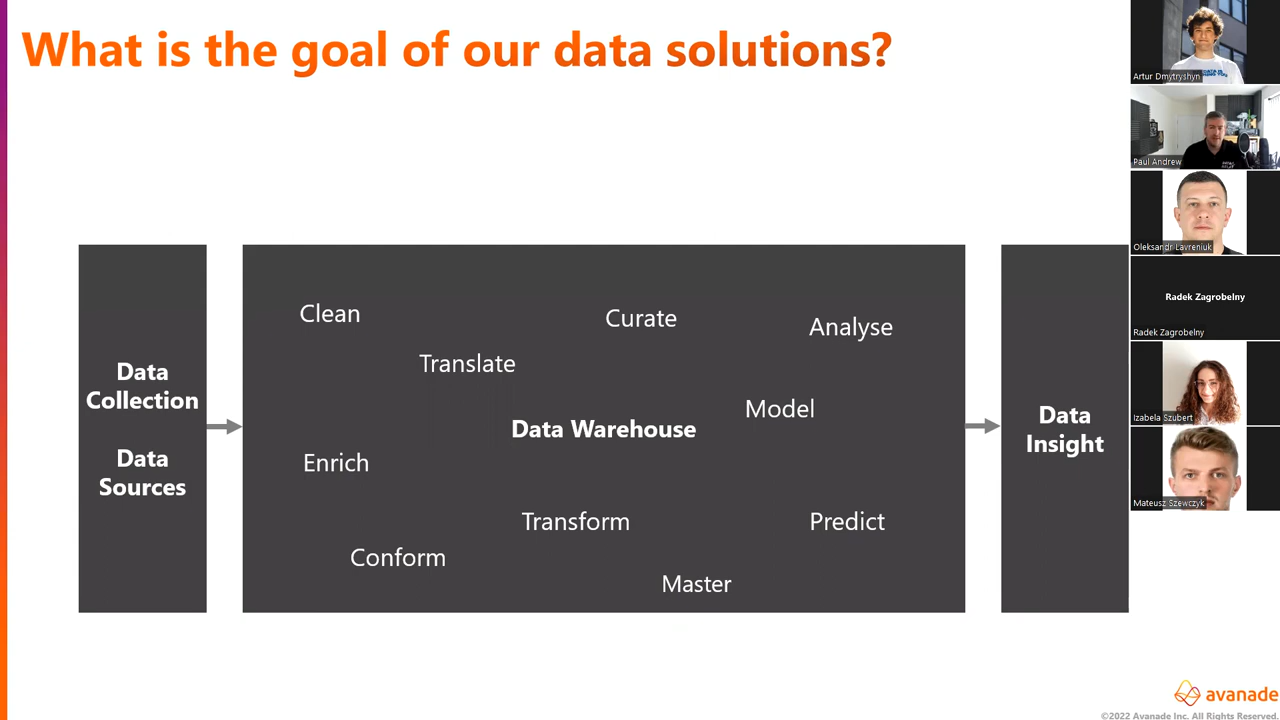 What is the goal of our data solutions?
Data
Collection
Data
Sources
Clean
Curate
Analyse
Translate
Model
Data Warehouse
Enrich
Transform
Predict
Conform
Master
Data
Insight
Artur Dmytryshyn
Paul Andrew
Oleksandr Lavreniuk
Radek Zagrobelny
Radek Zagrobelny
Izabela Szubert
Mateusz Szewczyk
avanade
©2022 Avanade Inc. All Rights Reserved.